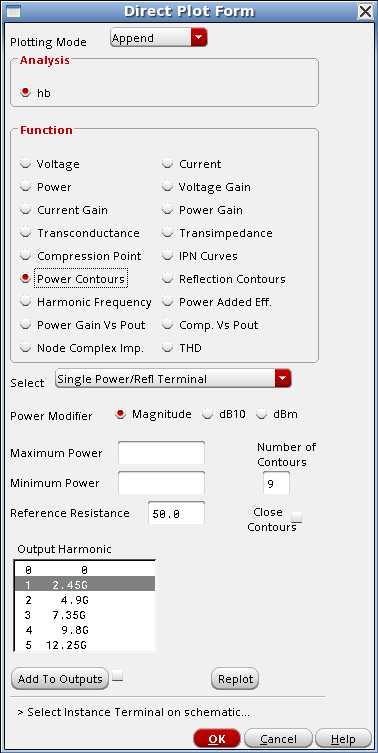 Direct Plot Form
Plotting Mode Append
Analysis
hb
Function
Voltage Current
Power Voltage Gain
Current Gain Power Gain
Transconductance Transimpedance
Compression Point IPN Curves
Power Contours Reflection Contours
Harmonic Frequency Power Added Eff.
Power Gain Vs Pout Comp. Vs Pout
Node Complex Imp. THD
Select Single Power/Refl Terminal
Power Modifier Magnitude dB10 dBm
Maximum Power
Number of
Contours
Minimum Power 9
Reference Resistance 50.0
Close
Contours
Output Harmonic
0 0
1 2.45G
2 4.9G
3 7.35G
4 9.8G
5 12.25G
Add To Outputs Replot
> Select Instance Terminal on schematic...
OK Cancel Help